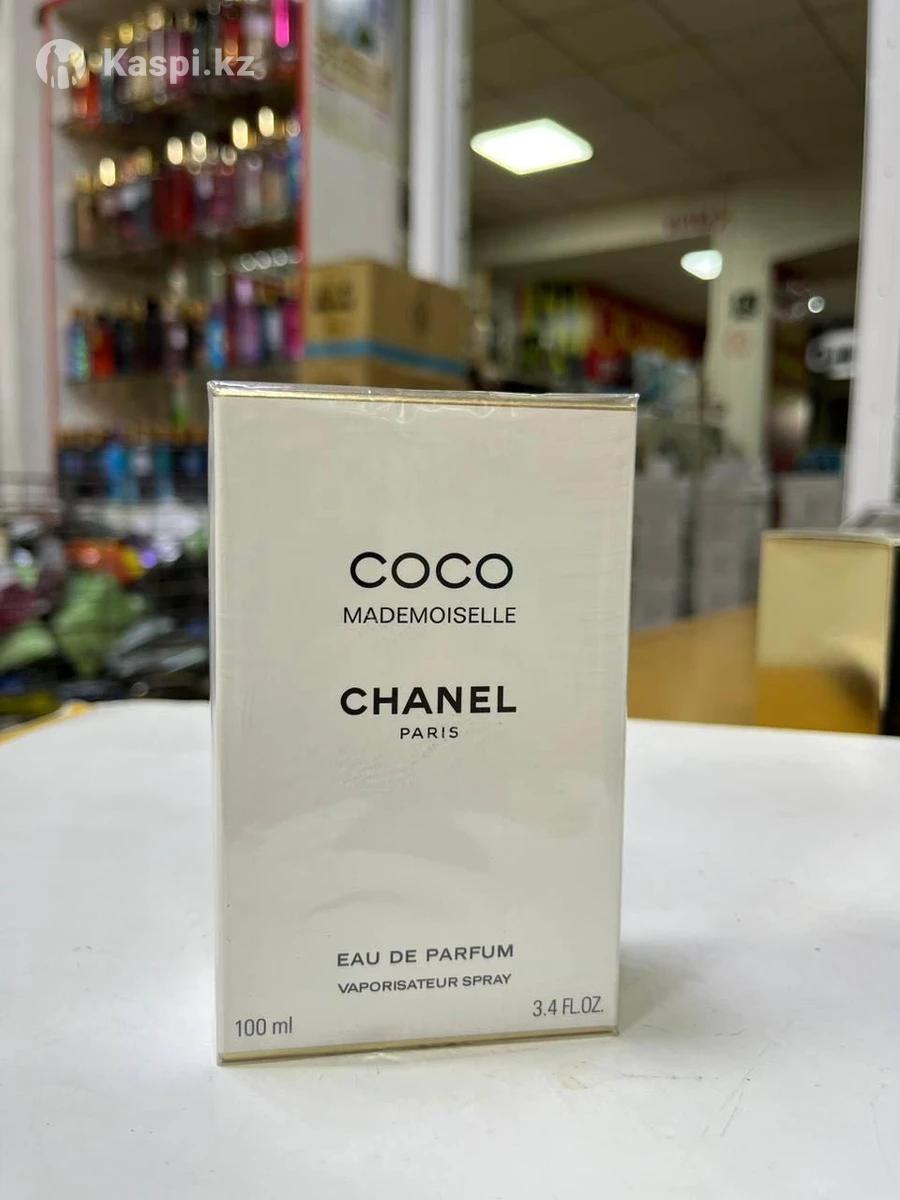 Kaspi.kz
COCO
MADEMOISELLE
CHANEL
PARIS
EAU DE PARFUM
VAPORISATEUR SPRAY
100 ml
3.4 FL.OZ.